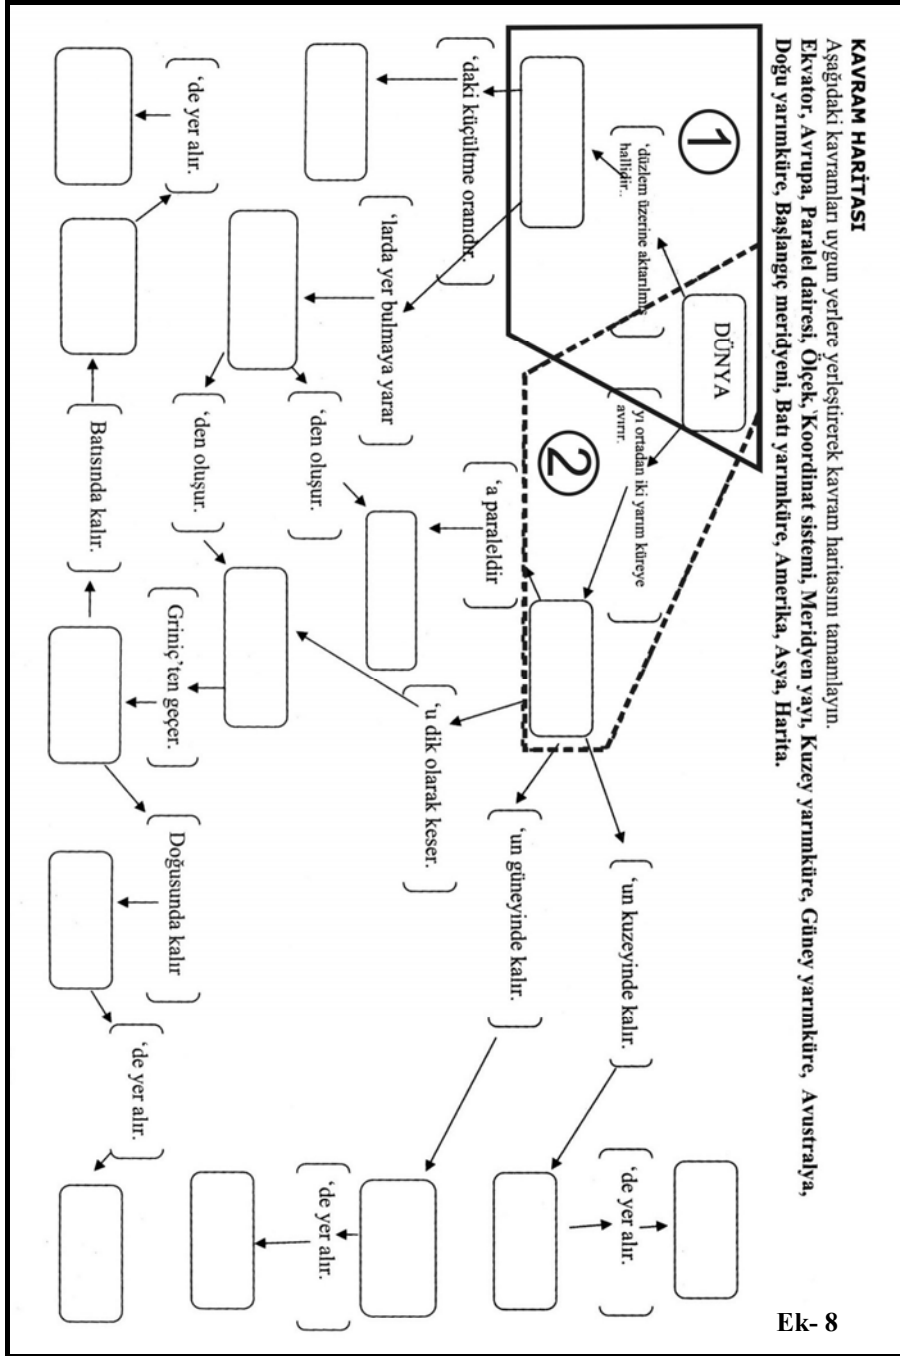 KAVRAM HARİTASI
Aşağıdaki kavramları uygun yerlere yerleştirerek kavram haritasını tamamlayın.
Ekvator, Avrupa, Paralel dairesi, Ölçek, Koordinat sistemi, Meridyen yayı, Kuzey yarımküre, Güney yarımküre, Avustralya,
Doğu yarımküre, Başlangıç meridyeni, Batı yarımküre, Amerika, Asya, Harita.
1
DÜNYA
'düzlem üzerine aktarılmış
hallidir..
yı ortadan iki yarım küreye
ayırır.
2
'un kuzeyinde kalır.
'de yer alır.
'daki küçültme oranıdır.
'a paraleldir
'un güneyinde kalır.
'larda yer bulmaya yarar
'u dik olarak keser.
'den oluşur.
'de yer alır.
'de yer alır.
'den oluşur.
Griniç'ten geçer.
Doğusunda kalır
'de yer alır.
Batısında kalır.
Ek- 8